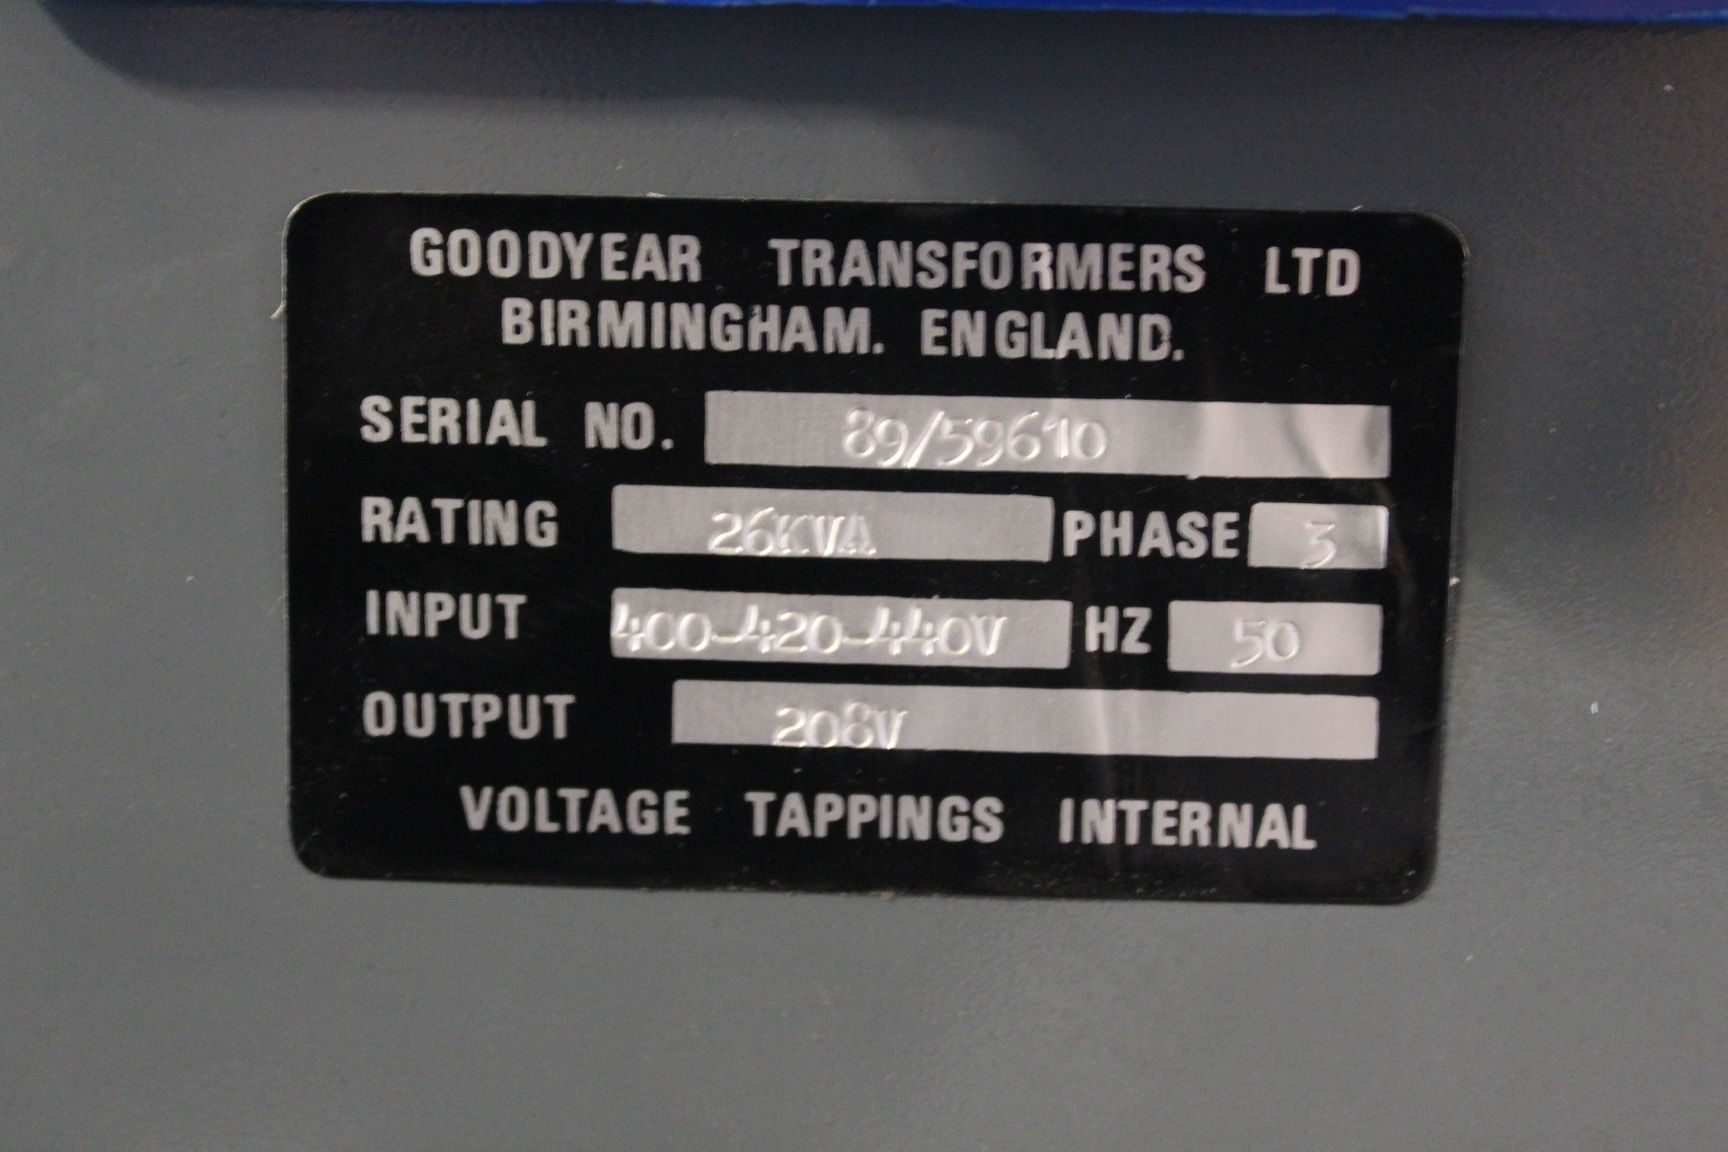 GOODYEAR TRANSFORMERS LTD
BIRMINGHAM. ENGLAND.
SERIAL NO. 89/59610
RATING 26KVA PHASE 3
INPUT 400-420-440V HZ 50
OUTPUT 208V
VOLTAGE TAPPINGS INTERNAL